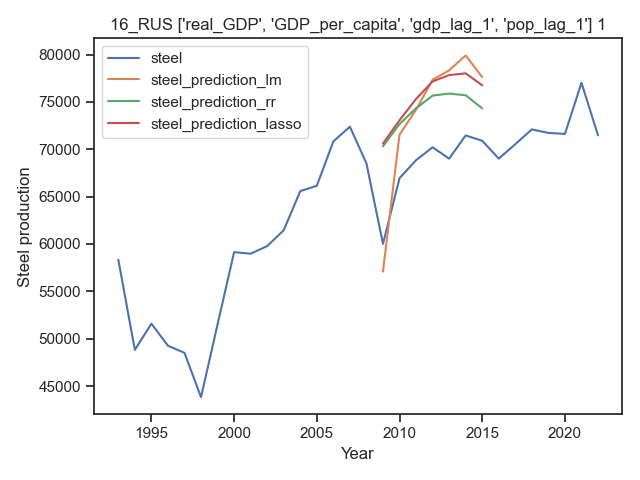 16_RUS ['real_GDP', 'GDP_per_capita', 'gdp_lag_1', 'pop_lag_1'] 1
steel
steel_prediction_lm
steel_prediction_rr
steel_prediction_lasso
Steel production
80000
75000
70000
65000
60000
55000
50000
45000
1995 2000 2005 2010 2015 2020
Year